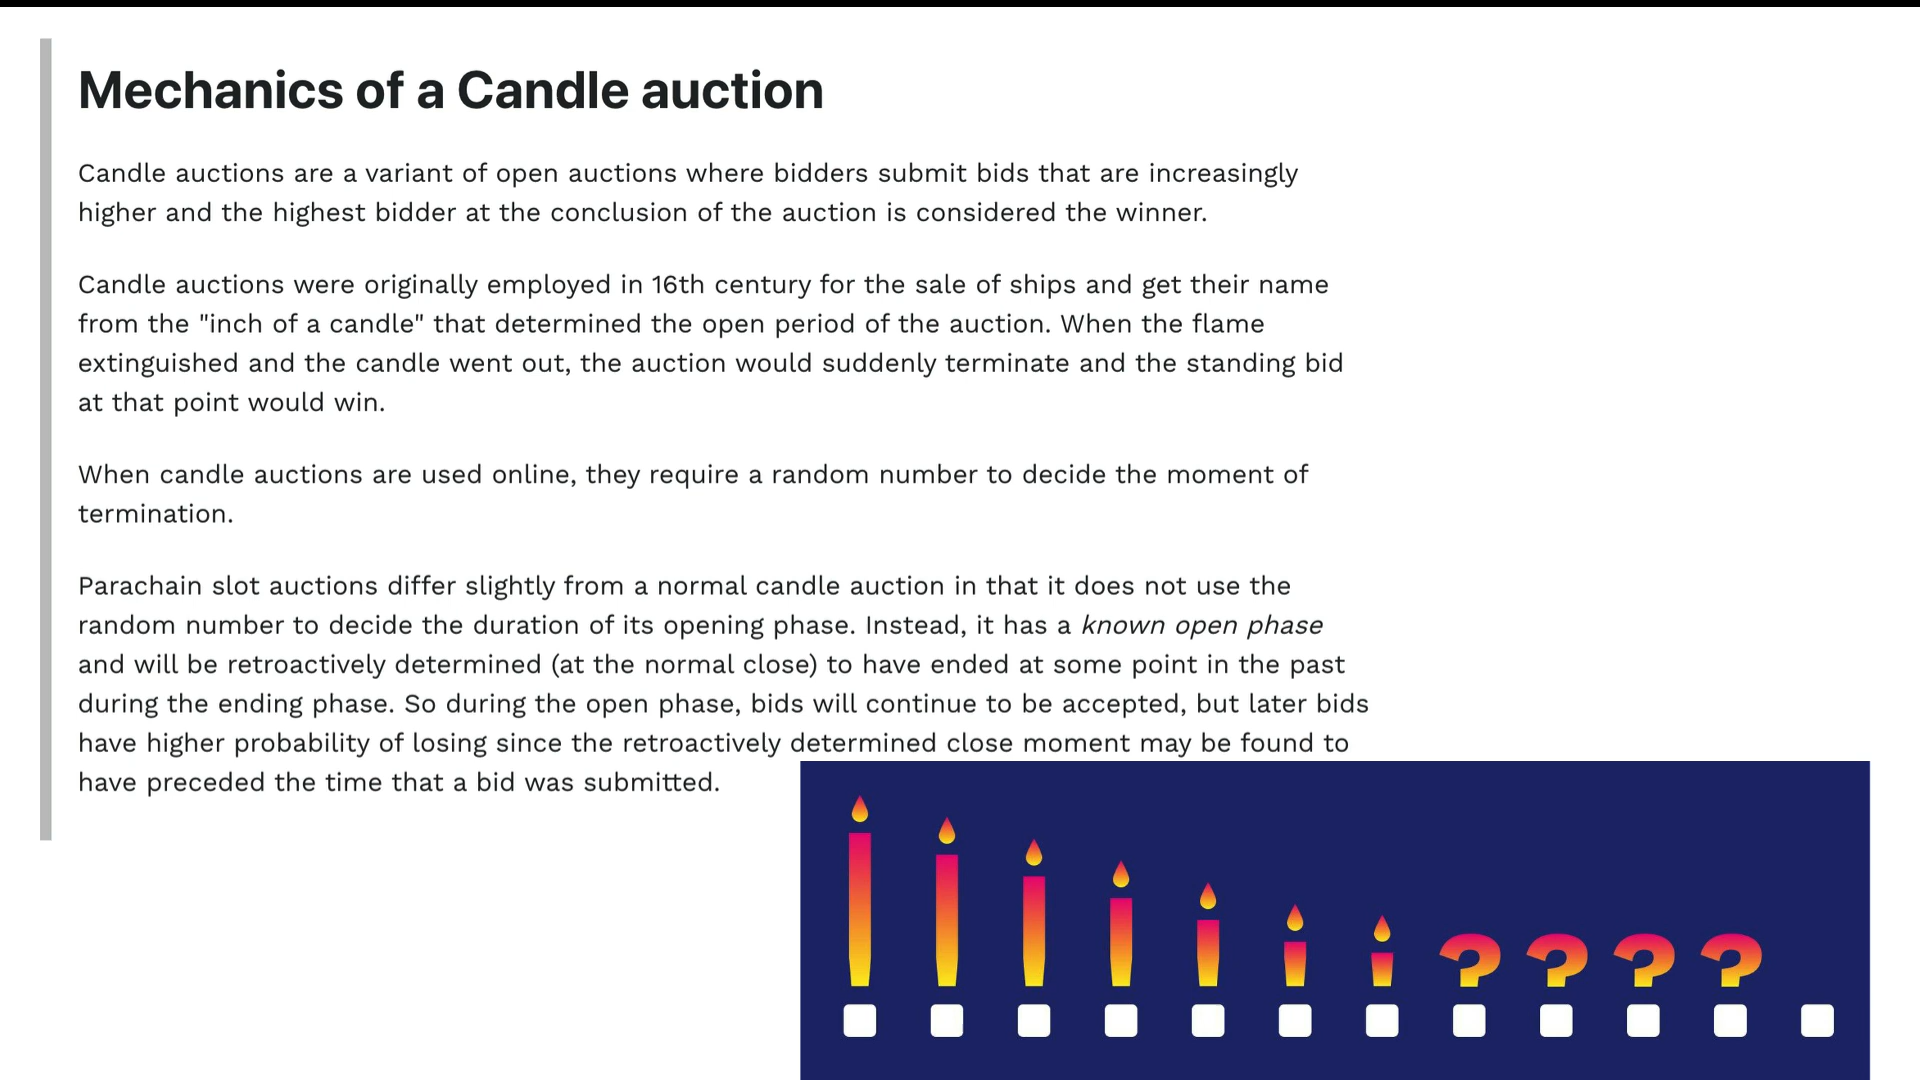 Mechanics of a Candle auction
Candle auctions are a variant of open auctions where bidders submit bids that are increasingly
higher and the highest bidder at the conclusion of the auction is considered the winner.
Candle auctions were originally employed in 16th century for the sale of ships and get their name
from the "inch of a candle" that determined the open period of the auction. When the flame
extinguished and the candle went out, the auction would suddenly terminate and the standing bid
at that point would win.
When candle auctions are used online, they require a random number to decide the moment of
termination.
Parachain slot auctions differ slightly from a normal candle auction in that it does not use the
random number to decide the duration of its opening phase. Instead, it has a known open phase
and will be retroactively determined (at the normal close) to have ended at some point in the past
during the ending phase. So during the open phase, bids will continue to be accepted, but later bids
have higher probability of losing since the retroactively determined close moment may be found to
have preceded the time that a bid was submitted.
? ? ? ?